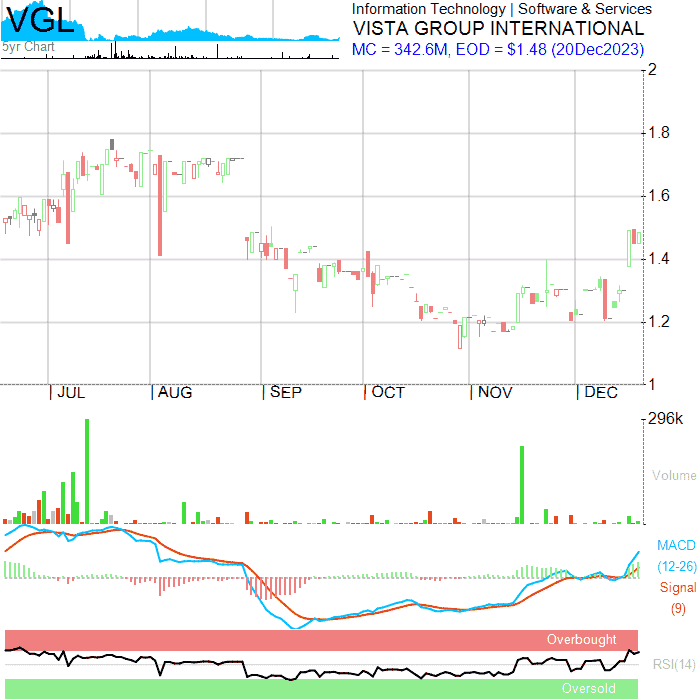 VGL
5yr Chart
Information Technology | Software & Services
VISTA GROUP INTERNATIONAL
MC = 342.6M, EOD = $1.48 (20Dec2023)
2
1.8
1.6
1.4
1.2
1
JUL
AUG
SEP
OCT
NOV
DEC
296k
Volume
MACD
(12-26)
Signal
(9)
Overbought
RSI(14)
Oversold